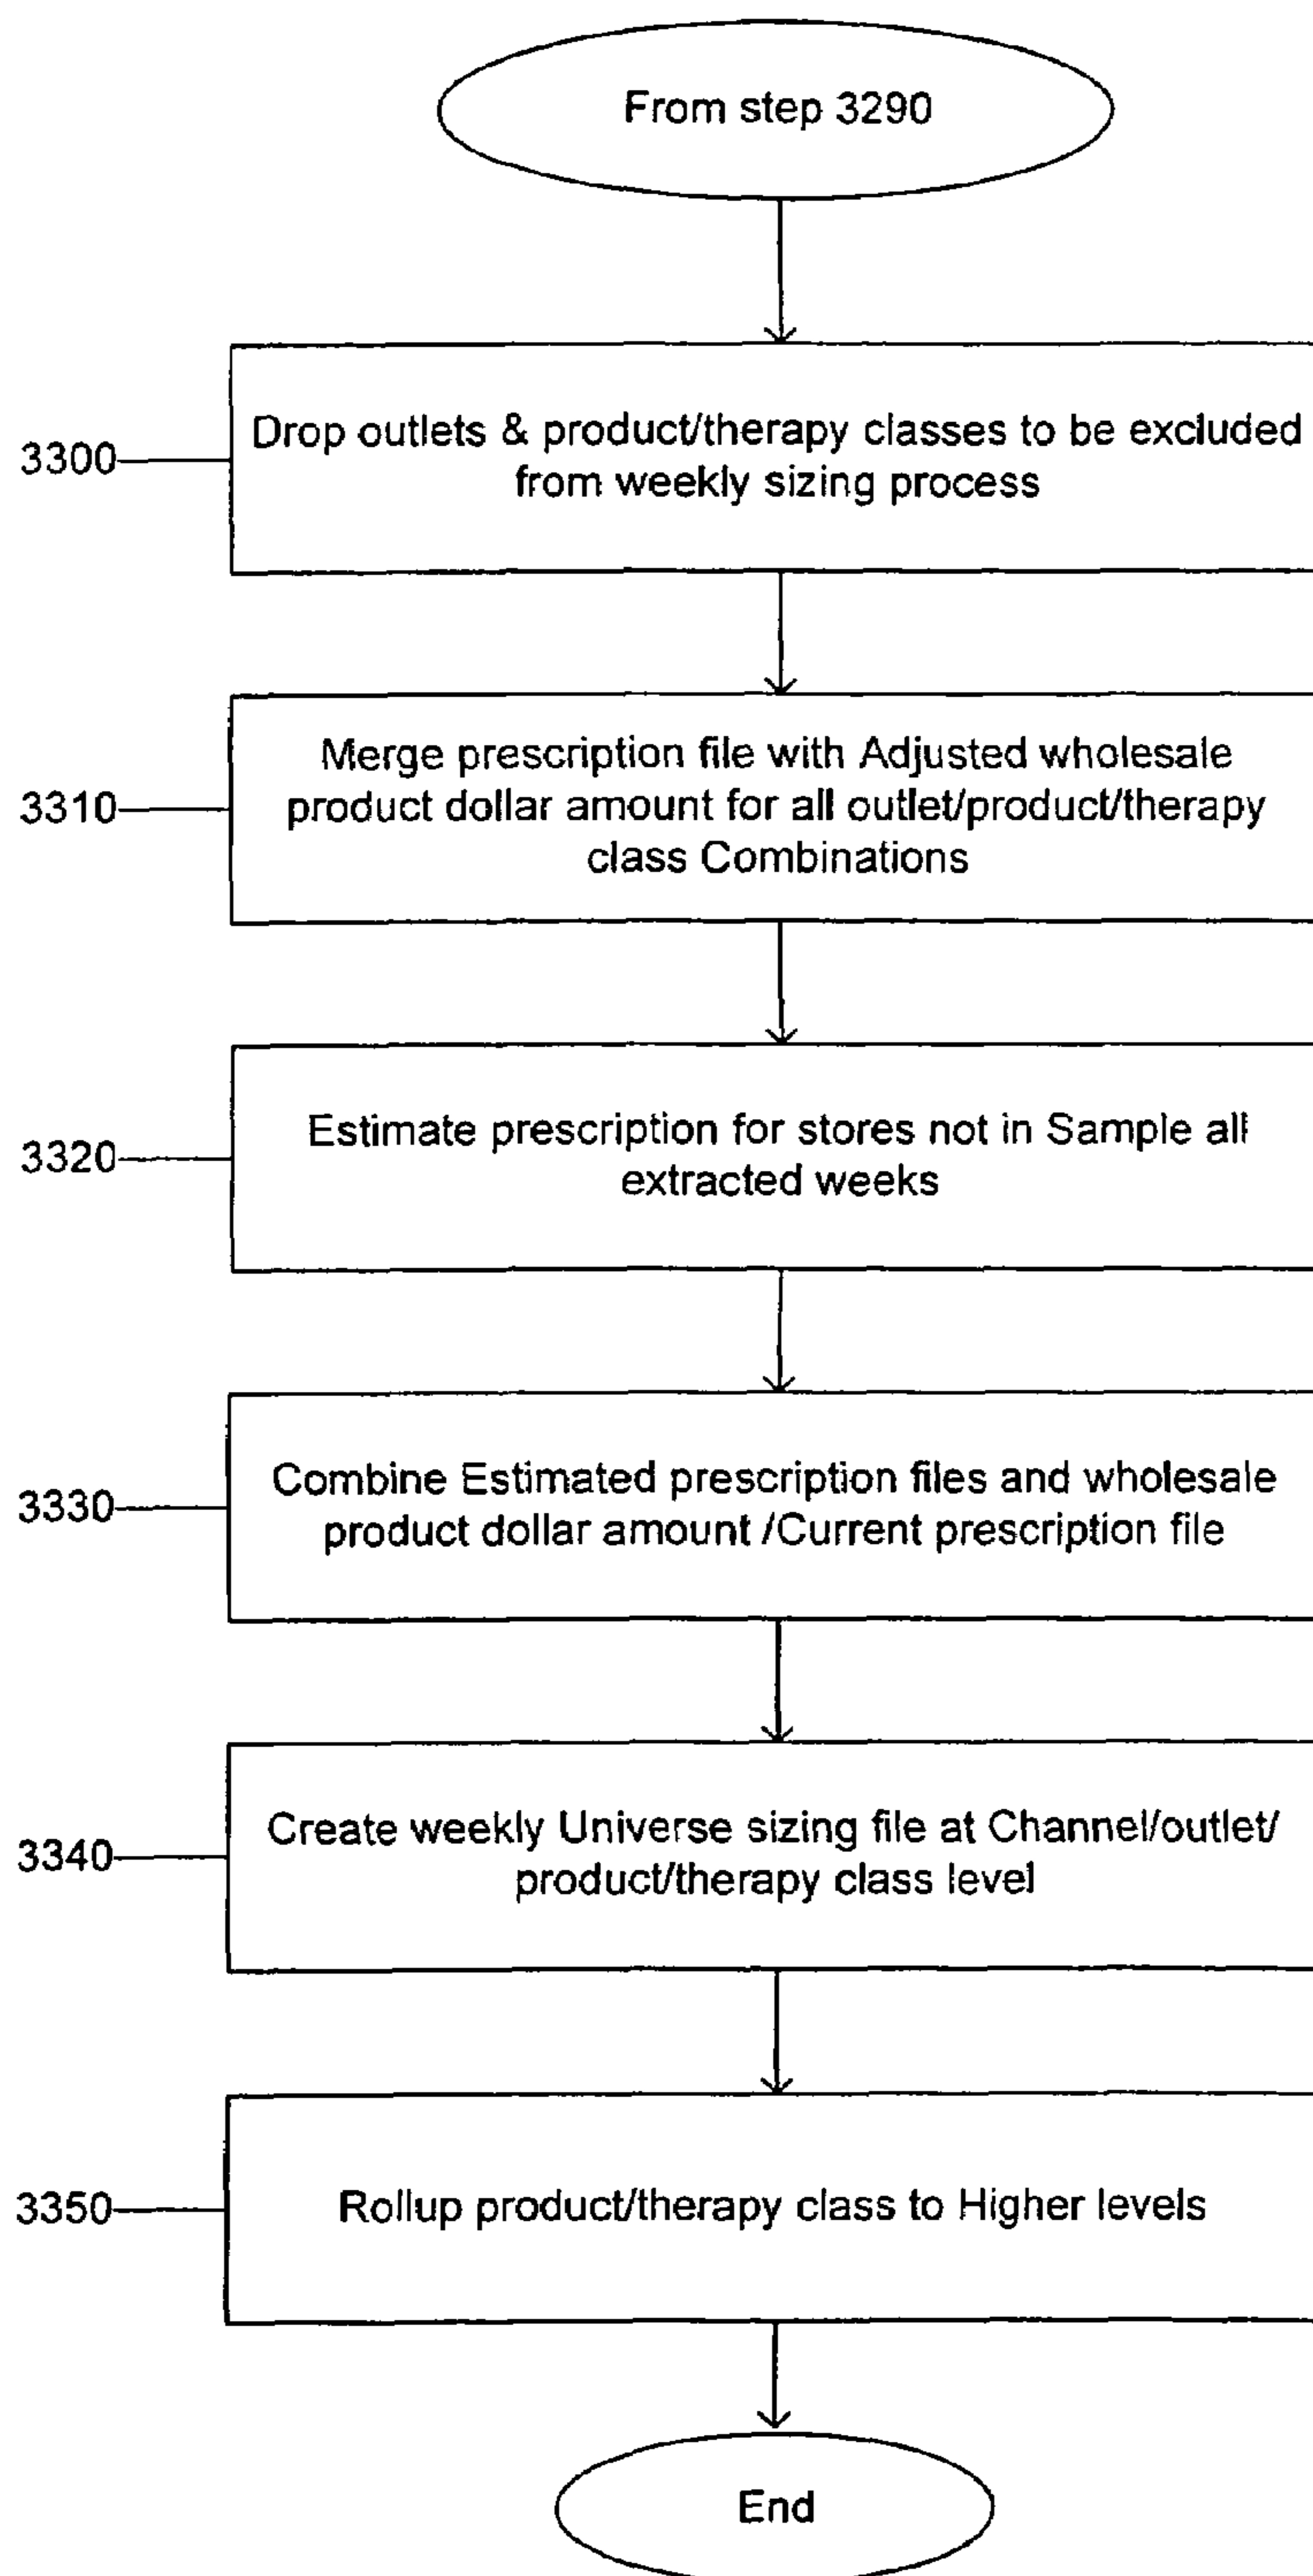 From step 3290
3300
Drop outlets & product/therapy classes to be excluded
from weekly sizing process
3310
Merge prescription file with Adjusted wholesale
product dollar amount for all outlet/product/therapy
class Combinations
3320
Estimate prescription for stores not in Sample all
extracted weeks
3330
Combine Estimated prescription files and wholesale
product dollar amount /Current prescription file
3340
Create weekly Universe sizing file at Channel/outlet/
product/therapy class level
3350
Rollup product/therapy class to Higher levels
End